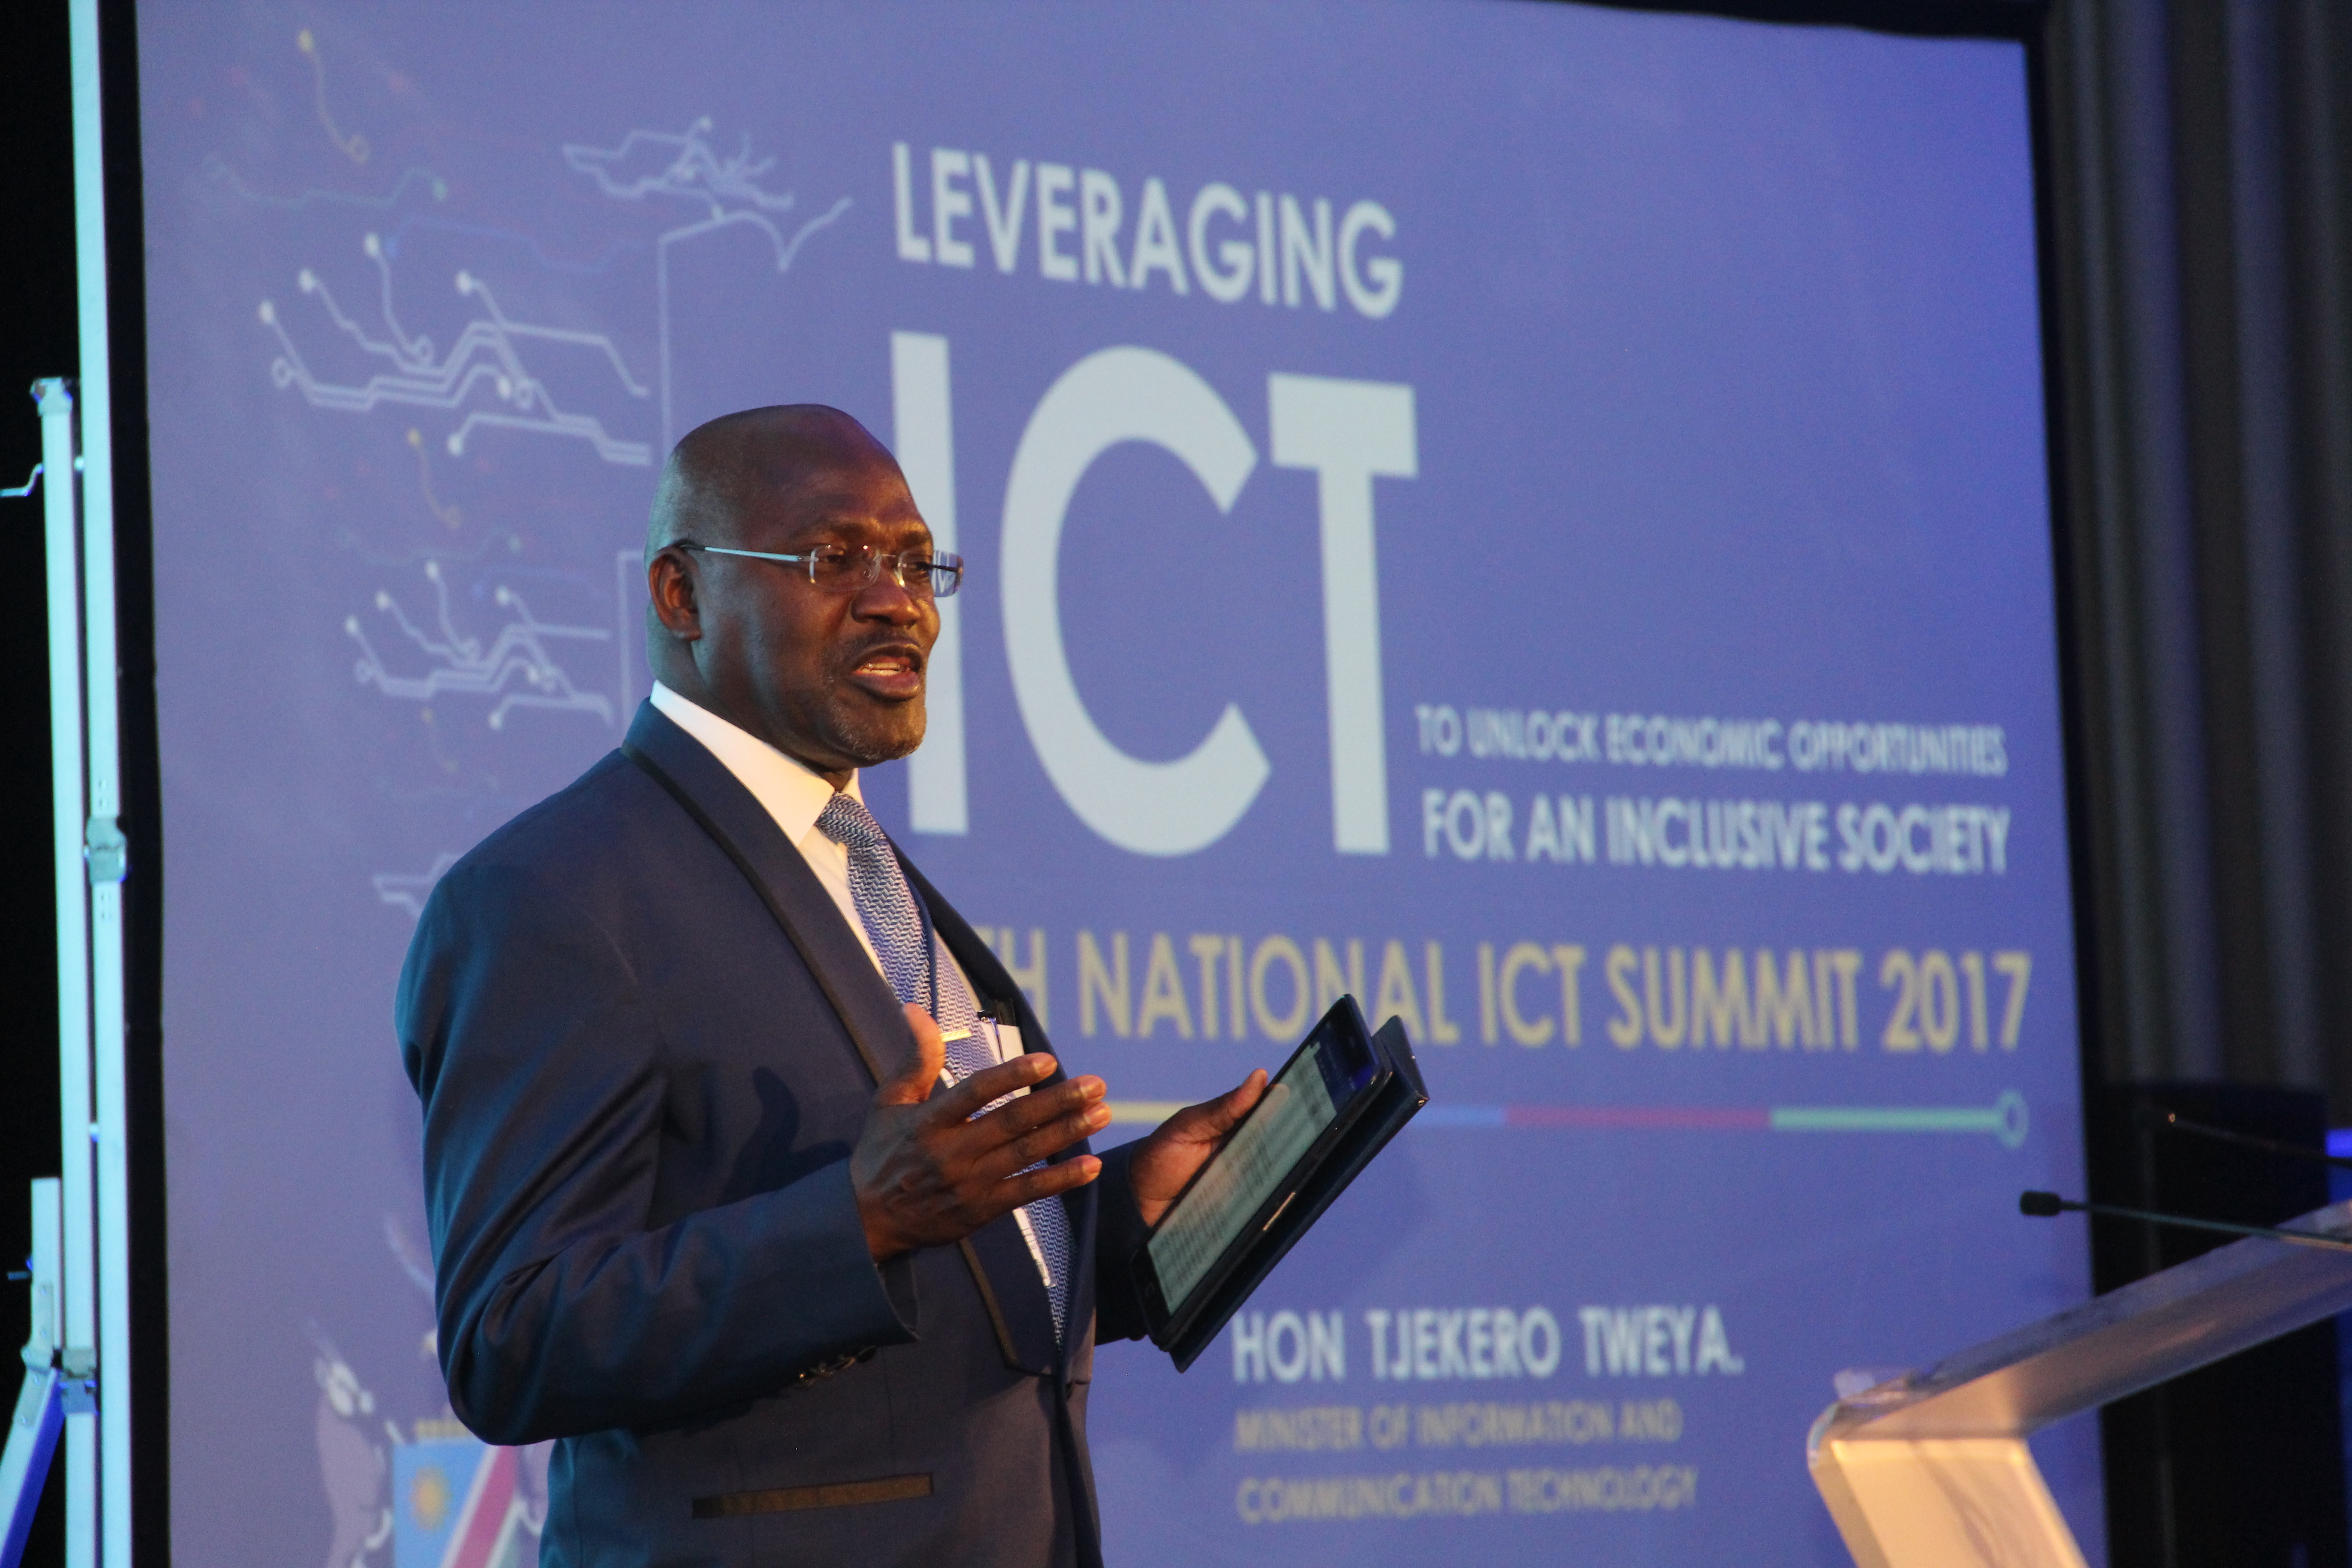 LEVERAGING
ICT
TO UNLOCK ECONOMIC OPPORTUNITIES
FOR AN INCLUSIVE SOCIETY
TH NATIONAL ICT SUMMIT 2017
HON TJEKERO TWEYA.
MINISTER OF INFORMATION AND
COMMUNICATION TECHNOLOGY